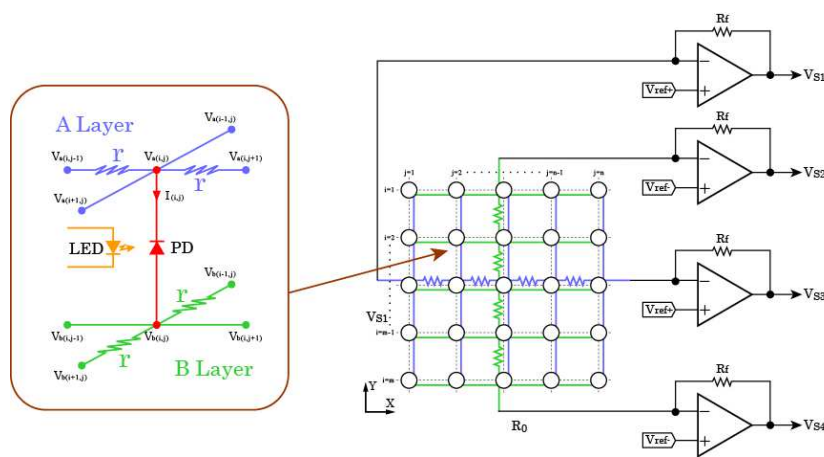 A Layer
Va(i-1,j)
Va(i,j-1)
r
Va(i,j)
r
Va(i,j+1)
Va(i+1,j)
I(i,j)
LED
PD
Vb(i-1,j)
r
Vb(i,j-1)
Vb(i,j)
Vb(i,j+1)
r
Vb(i+1,j)
B Layer
j=1
j=2
j=n-1
j=n
i=1
i=2
i=m-1
i=m
VS1
Y
X
R0
Rf
Vref+
VS1
Rf
Vref-
VS2
Rf
Vref+
VS3
Rf
Vref-
VS4